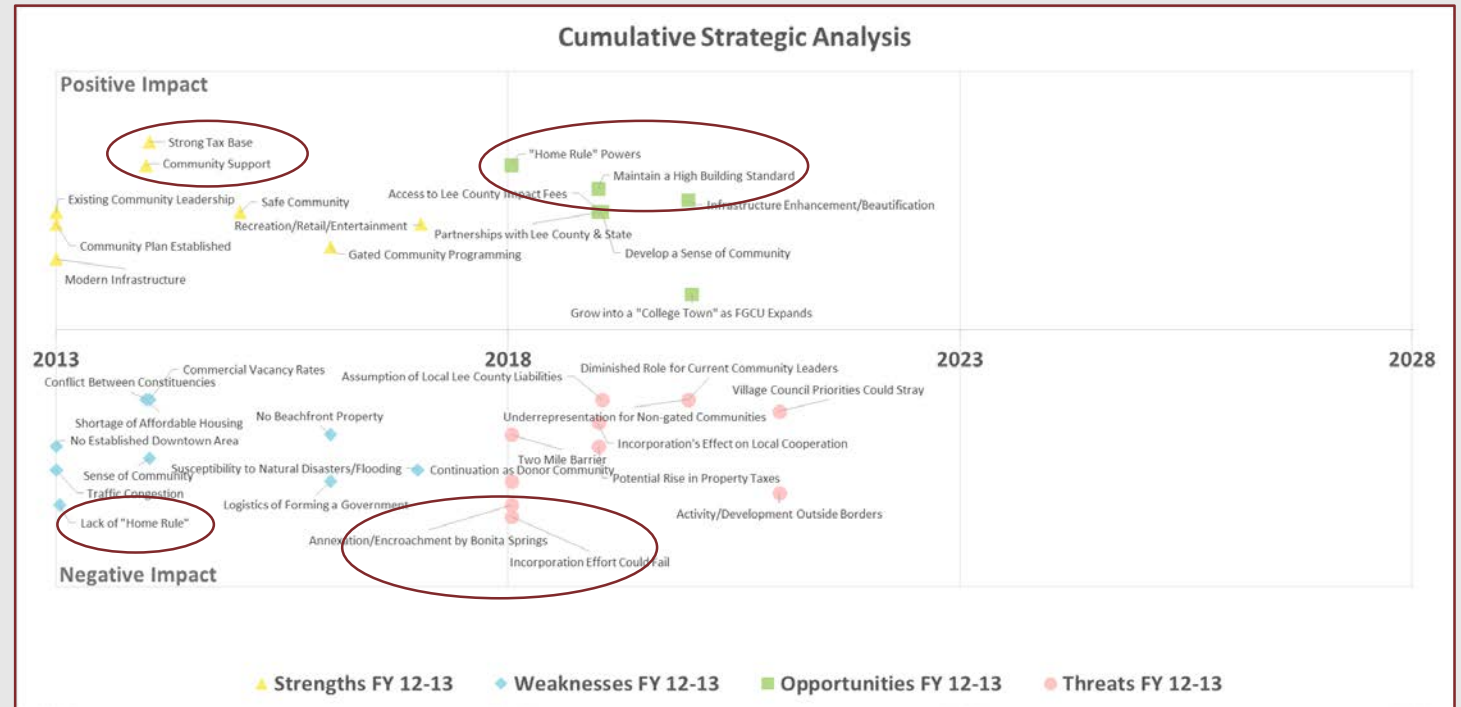 Cumulative Strategic Analysis
Positive Impact
Strong Tax Base
Community Support
"Home Rule" Powers
Maintain a High Building Standard
Access to Lee County Impact Fees
Existing Community Leadership
Safe Community
Infrastructure Enhancement/Beautification
Recreation/Retail/Entertainment
Partnerships with Lee County & State
Community Plan Established
Gated Community Programming
Develop a Sense of Community
Modern Infrastructure
Grow into a "College Town" as FGCU Expands
2013
2018
2023
2028
Commercial Vacancy Rates
Diminished Role for Current Community Leaders
Conflict Between Constituencies
Assumption of Local Lee County Liabilities
Village Council Priorities Could Stray
Shortage of Affordable Housing
No Beachfront Property
Underrepresentation for Non-gated Communities
No Established Downtown Area
Incorporation's Effect on Local Cooperation
Two Mile Barrier
Sense of Community
Susceptibility to Natural Disasters/Flooding
Continuation as Donor Community
Potential Rise in Property Taxes
Traffic Congestion
Logistics of Forming a Government
Activity/Development Outside Borders
Lack of "Home Rule"
Annexation/Encroachment by Bonita Springs
Incorporation Effort Could Fail
Negative Impact
Strengths FY 12-13
Weaknesses FY 12-13
Opportunities FY 12-13
Threats FY 12-13